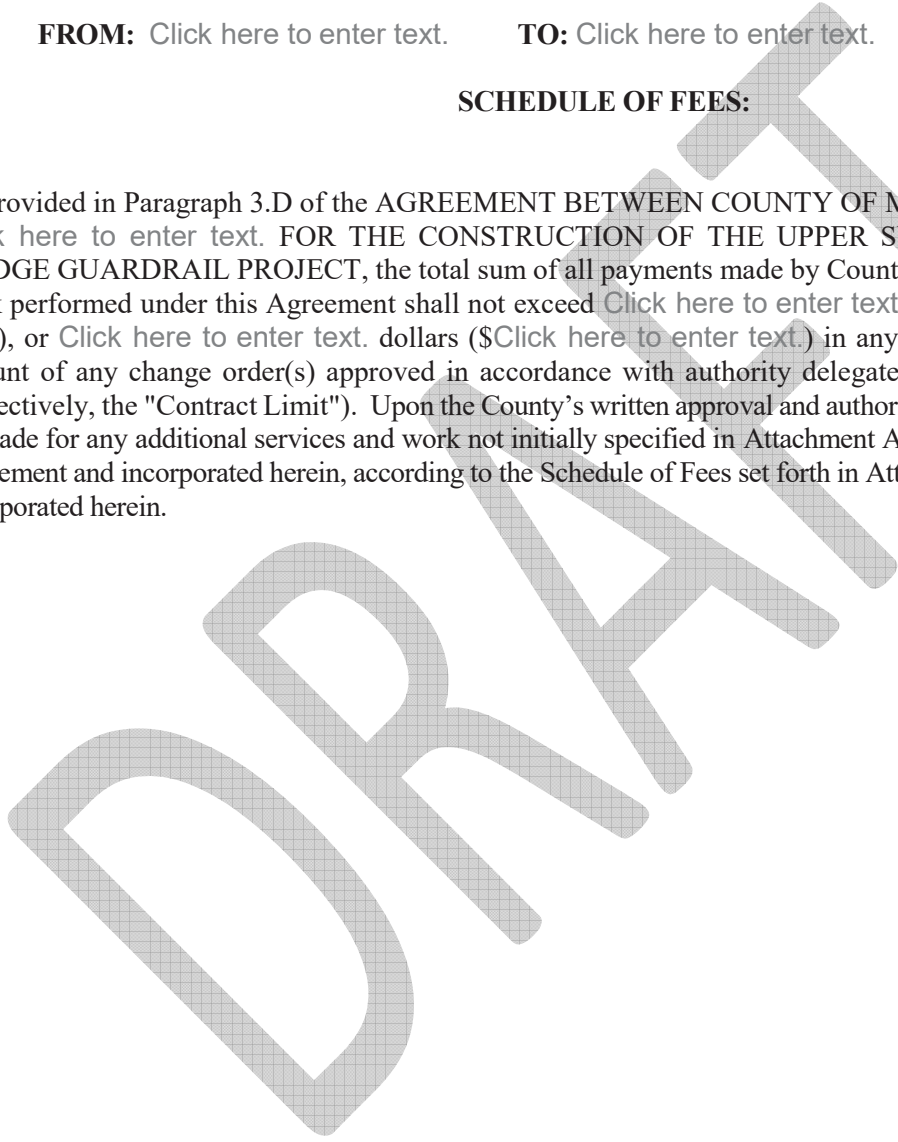 FROM: Click here to enter text. TO: Click here to enter text.
SCHEDULE OF FEES:
rovided in Paragraph 3.D of the AGREEMENT BETWEEN COUNTY OF M
k here to enter text. FOR THE CONSTRUCTION OF THE UPPER S
DGE GUARDRAIL PROJECT, the total sum of all payments made by Count
k performed under this Agreement shall not exceed Click here to enter text
), or Click here to enter text. dollars ($Click here to enter text.) in any
unt of any change order(s) approved in accordance with authority delegate
ectively, the "Contract Limit"). Upon the County’s written approval and author
ade for any additional services and work not initially specified in Attachment A
ement and incorporated herein, according to the Schedule of Fees set forth in Att
porated herein.
DRAFT